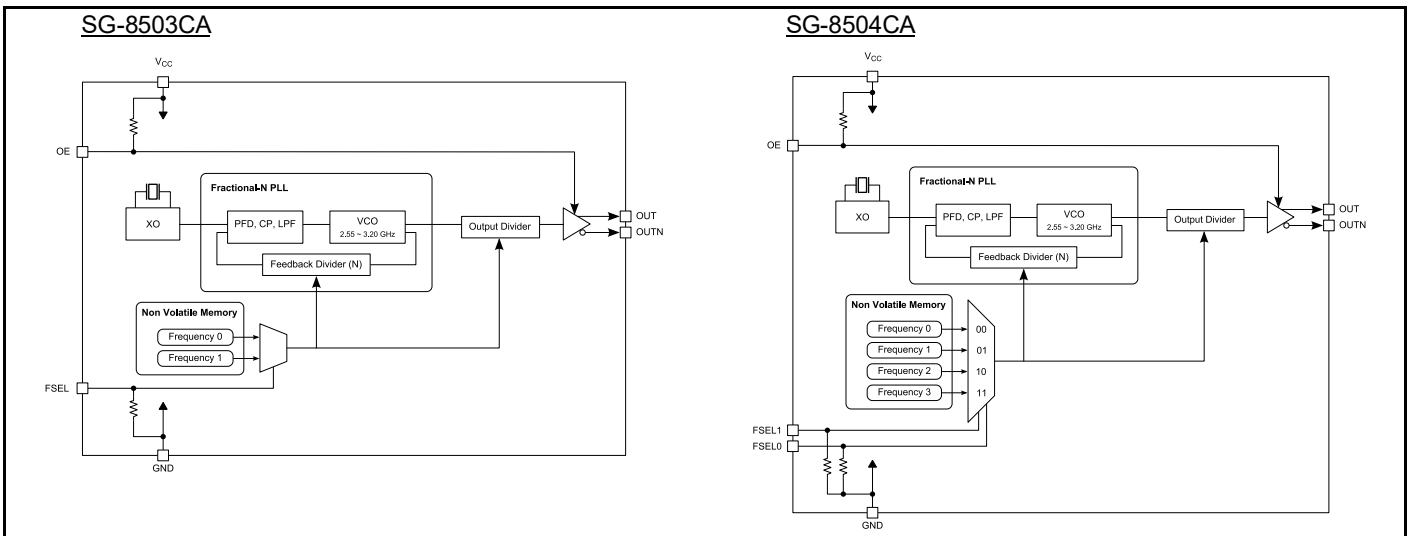 SG-8503CA
VCC
OE
Fractional-N PLL
XO
PFD, CP, LPF
VCO
2.55 ~ 3.20 GHz
Output Divider
OUT
OUTN
Feedback Divider (N)
Non Volatile Memory
Frequency 0
Frequency 1
FSEL
GND
SG-8504CA
VCC
OE
Fractional-N PLL
XO
PFD, CP, LPF
VCO
2.55 ~ 3.20 GHz
Output Divider
OUT
OUTN
Feedback Divider (N)
Non Volatile Memory
Frequency 0
00
Frequency 1
01
Frequency 2
10
Frequency 3
11
FSEL1
FSEL0
GND